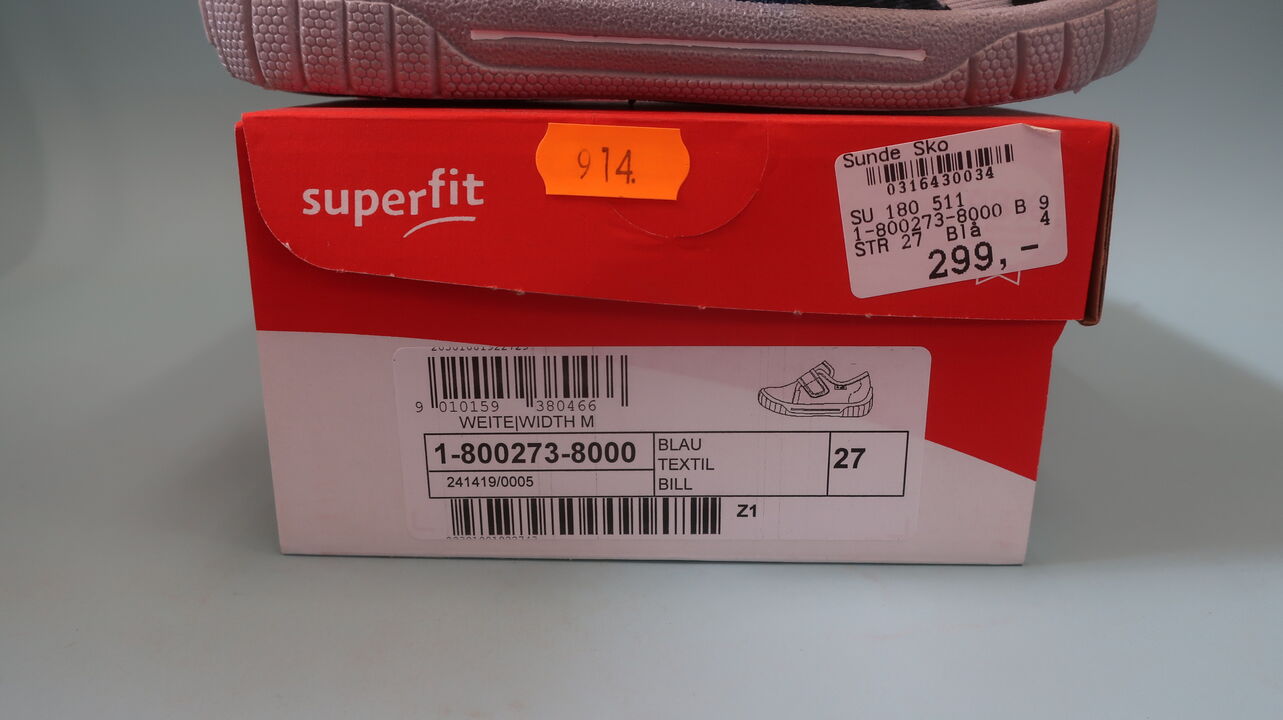 superfit
914.
Sunde Sko
0316430034
SU 180 511
1-800273-8000 B 9
STR 27 Blå 4
299,-
9 010159 380466
WEITE|WIDTH M
1-800273-8000
BLAU
TEXTIL
BILL
27
241419/0005
Z1